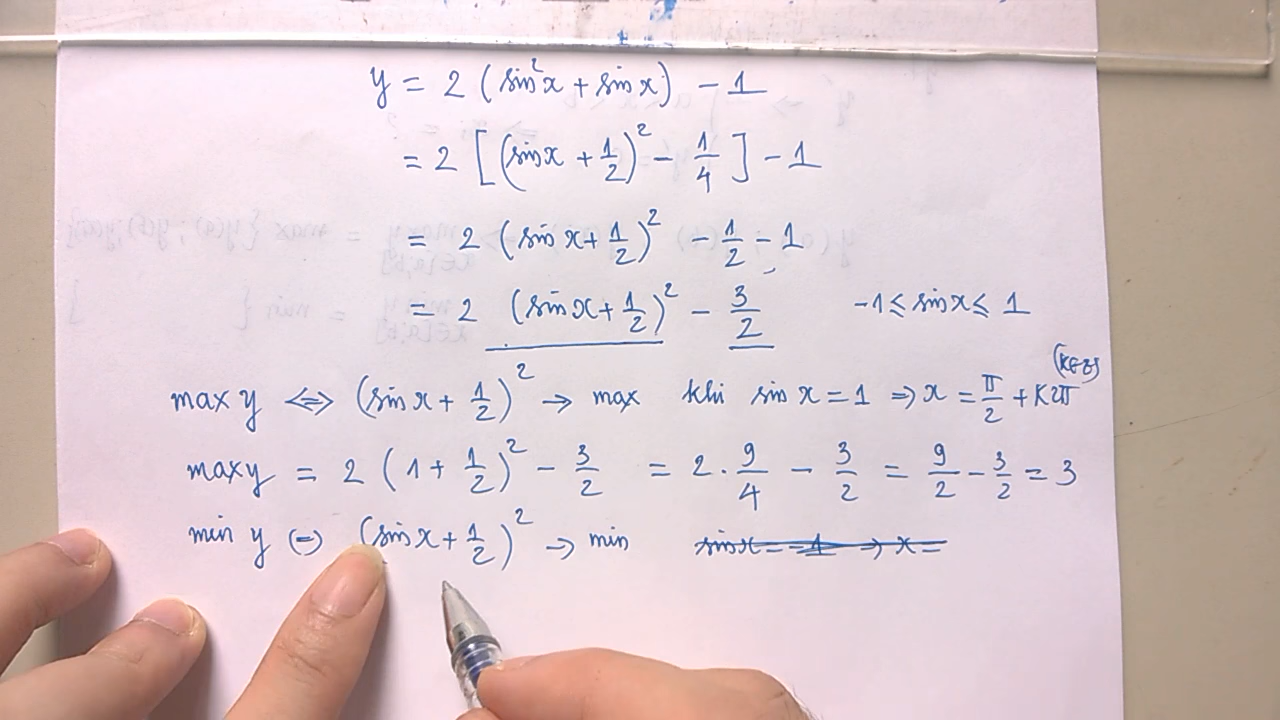 y = 2 (sin²x + sin x) - 1
= 2 [(sin x + 1/2)² - 1/4] - 1
= 2 (sin x + 1/2)² - 1/2 - 1
= 2 (sin x + 1/2)² - 3/2 -1 ≤ sin x ≤ 1
max y ⇔ (sin x + 1/2)² → max khi sin x = 1 ⇒ x = π/2 + K2π (K∈Z)
max y = 2 (1 + 1/2)² - 3/2 = 2 . 9/4 - 3/2 = 9/2 - 3/2 = 3
min y ⇔ (sin x + 1/2)² → min sin x = -1 ⇒ x =